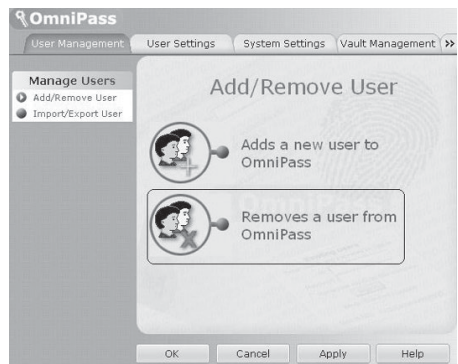 OmniPass
User Management
User Settings
System Settings
Vault Management
Manage Users
Add/Remove User
Import/Export User
Add/Remove User
Adds a new user to
OmniPass
Removes a user from
OmniPass
OK
Cancel
Apply
Help